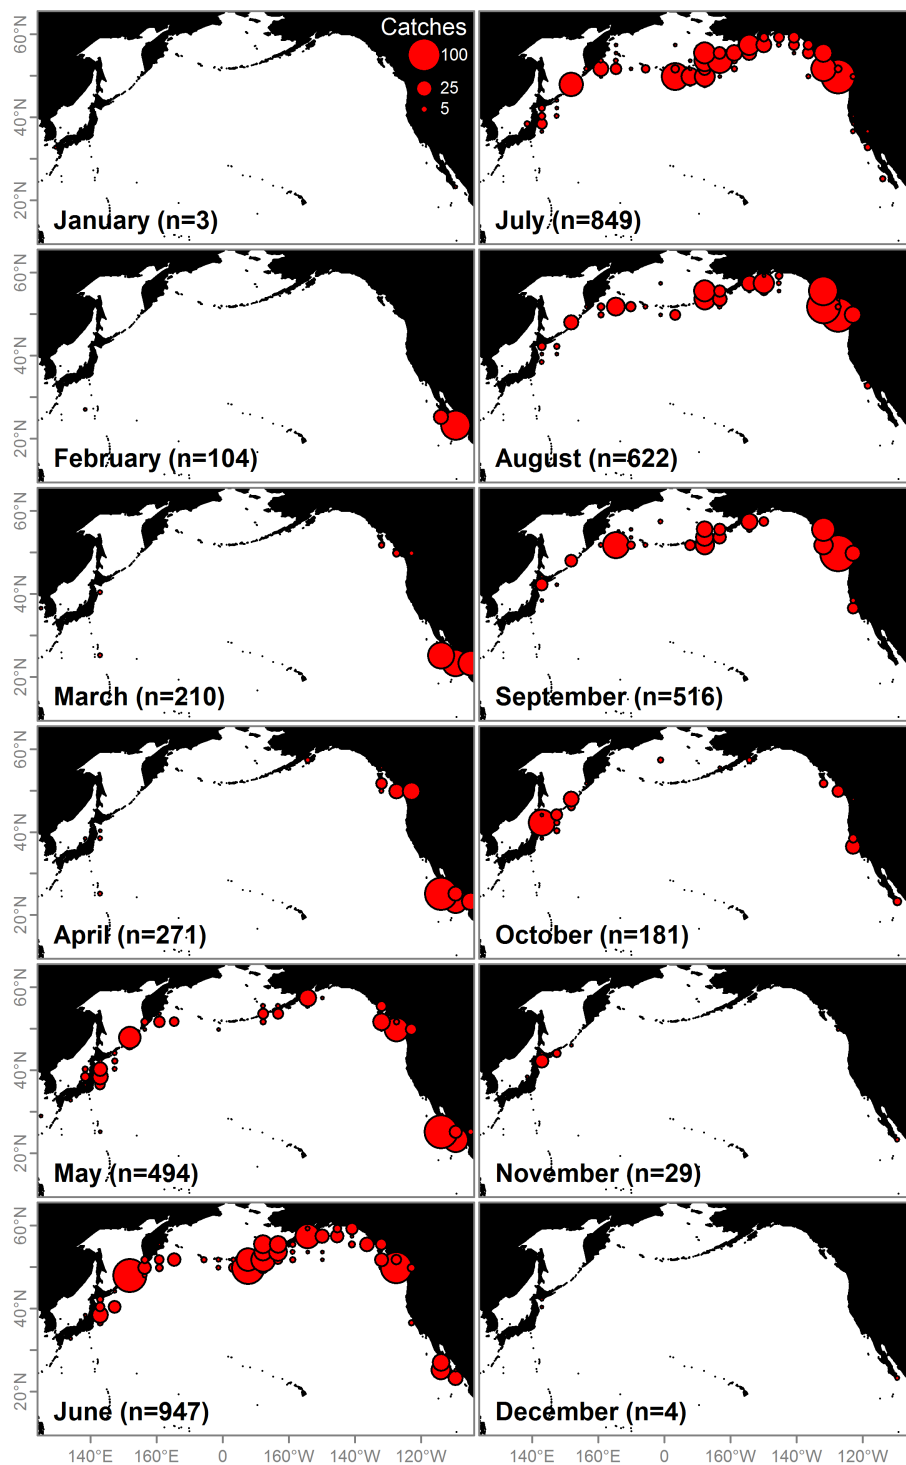 Catches
100
25
5
60°N
40°N
20°N
January (n=3)
July (n=849)
60°N
40°N
20°N
February (n=104)
August (n=622)
60°N
40°N
20°N
March (n=210)
September (n=516)
60°N
40°N
20°N
April (n=271)
October (n=181)
60°N
40°N
20°N
May (n=494)
November (n=29)
60°N
40°N
20°N
June (n=947)
December (n=4)
140°E 160°E 0 160°W 140°W 120°W
140°E 160°E 0 160°W 140°W 120°W